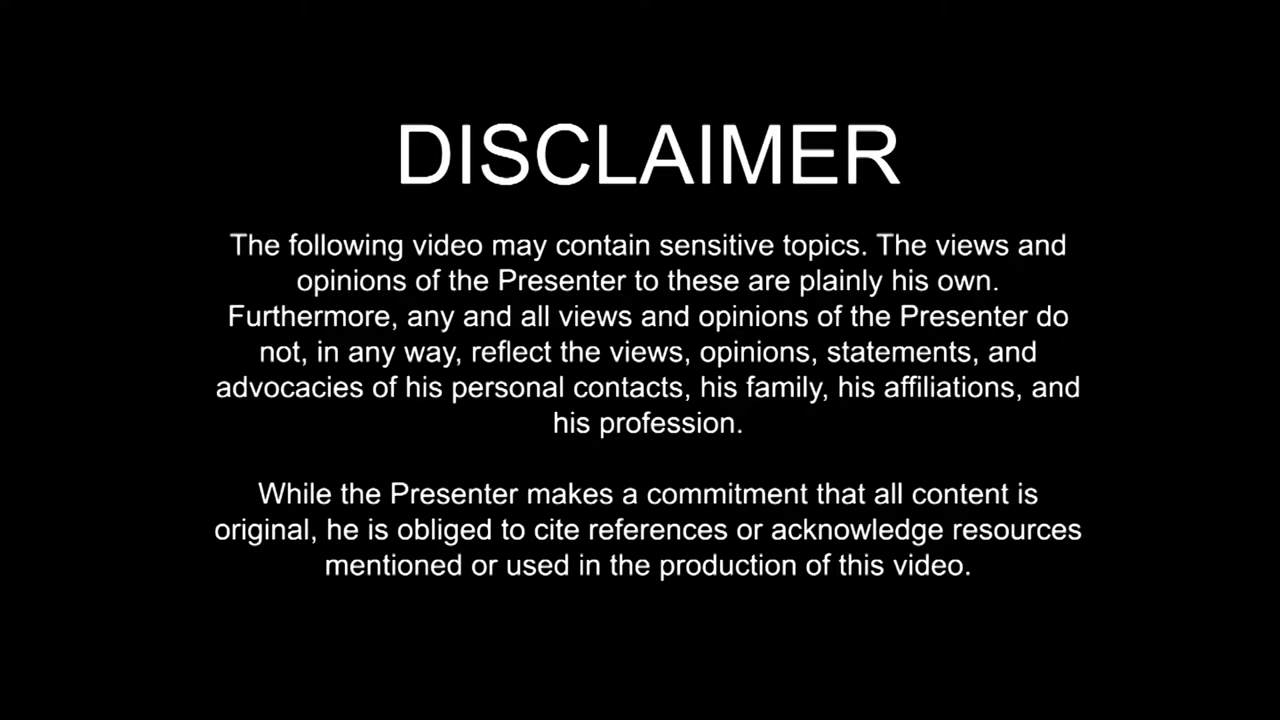 DISCLAIMER
The following video may contain sensitive topics. The views and
opinions of the Presenter to these are plainly his own.
Furthermore, any and all views and opinions of the Presenter do
not, in any way, reflect the views, opinions, statements, and
advocacies of his personal contacts, his family, his affiliations, and
his profession.
While the Presenter makes a commitment that all content is
original, he is obliged to cite references or acknowledge resources
mentioned or used in the production of this video.